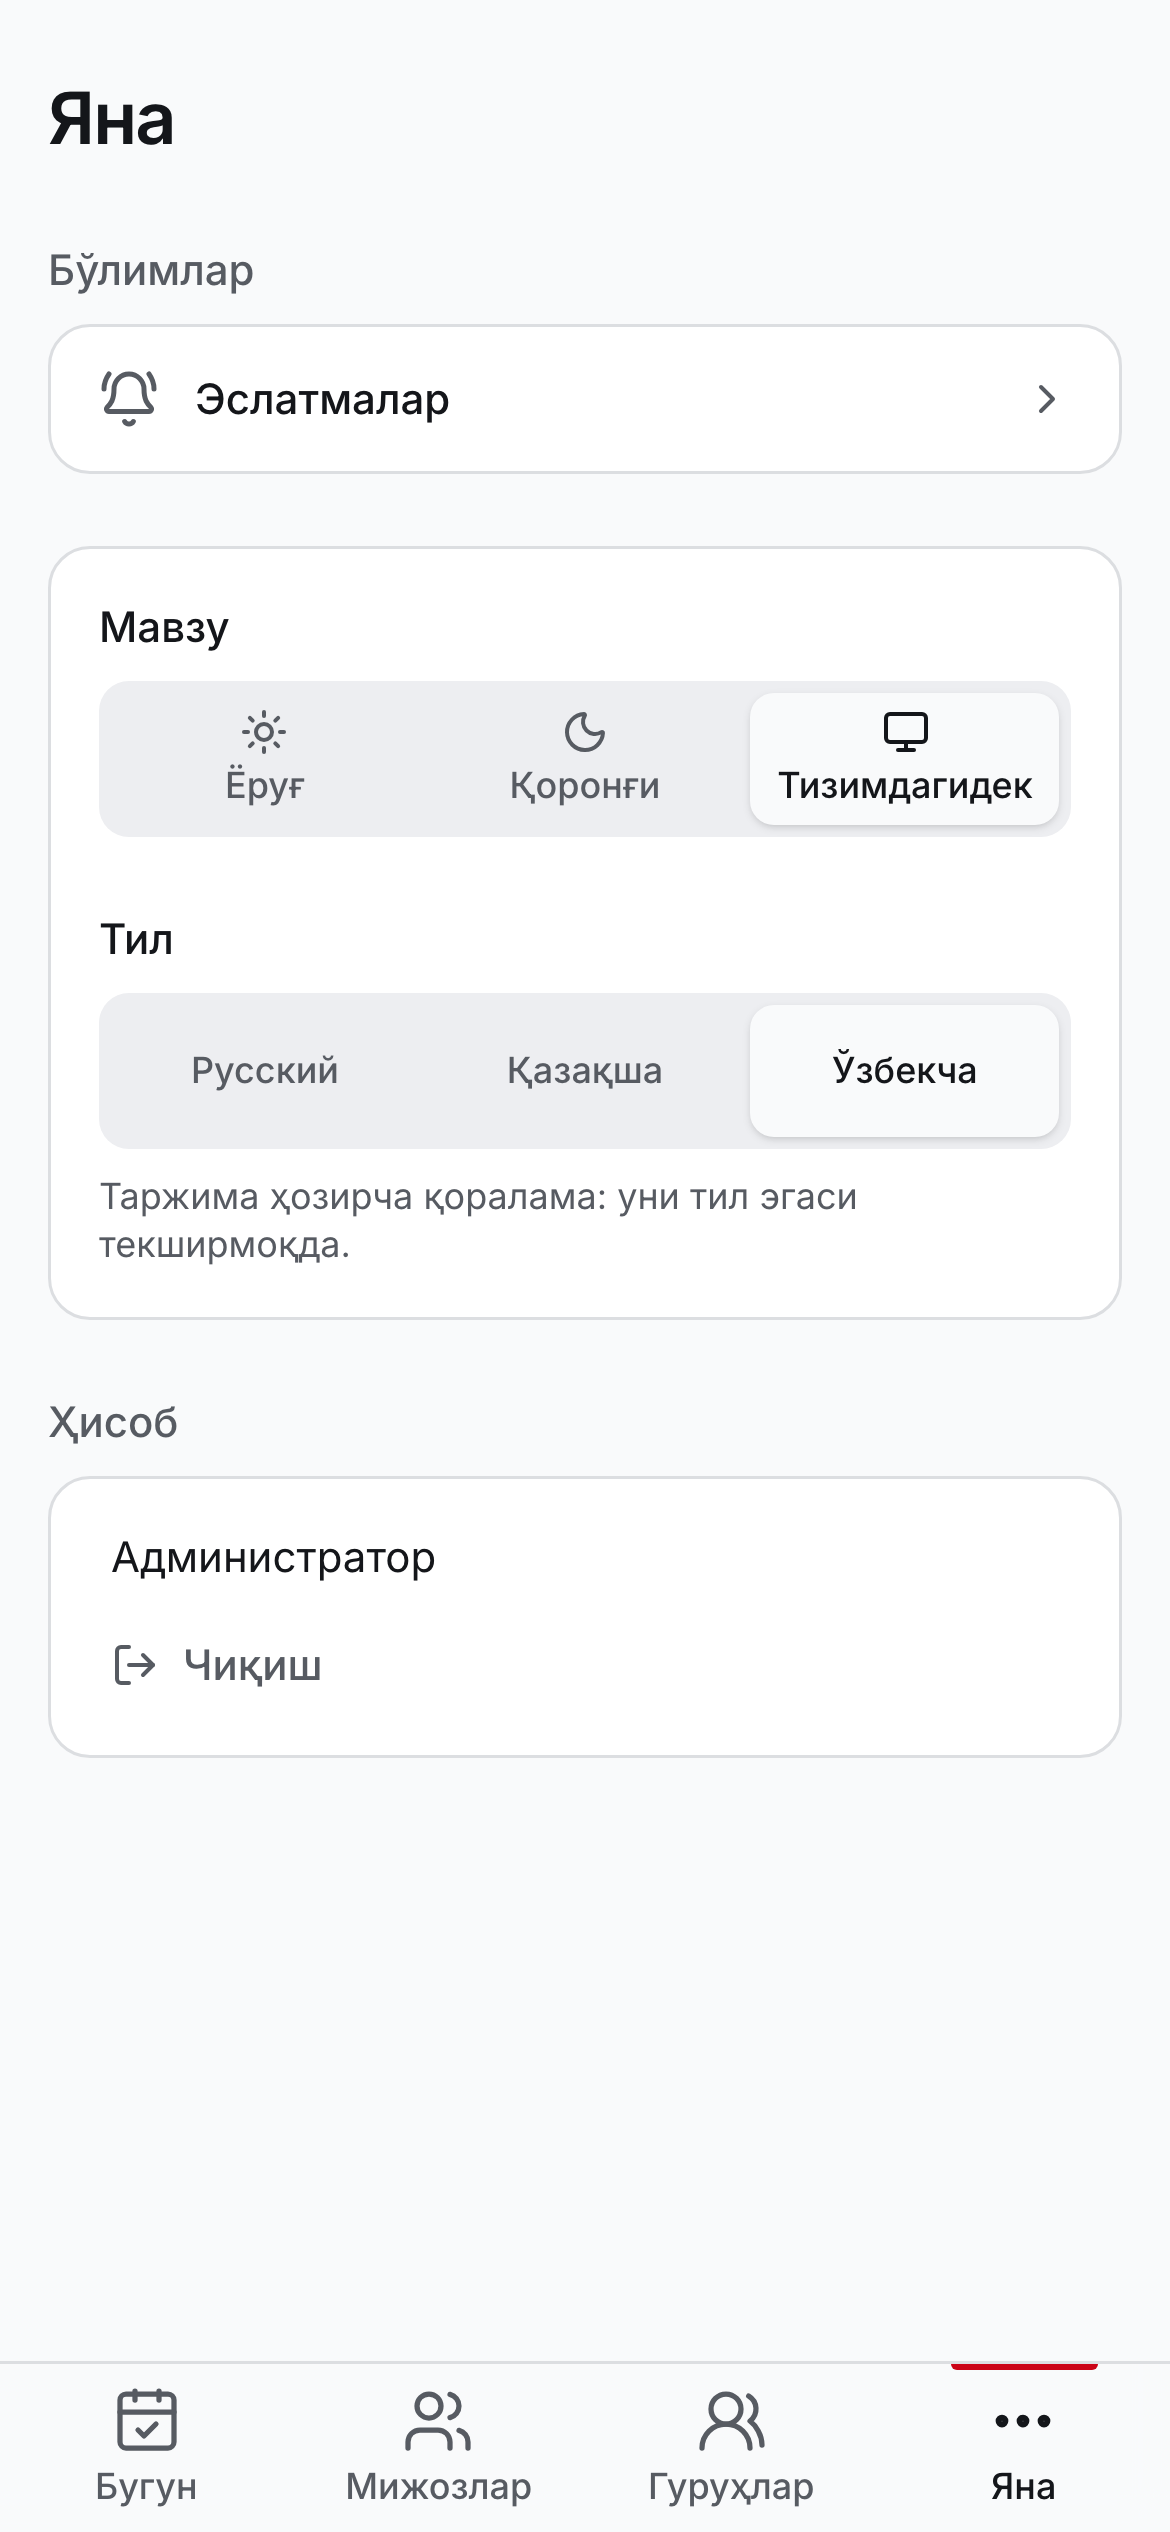 Яна
Бўлимлар
Эслатмалар
Мавзу
Ёруғ
Қоронғи
Тизимдагидек
Тил
Русский
Қазақша
Ўзбекча
Таржима ҳозирча қоралама: уни тил эгаси
текширмоқда.
Ҳисоб
Администратор
Чиқиш
Бугун
Мижозлар
Гуруҳлар
Яна